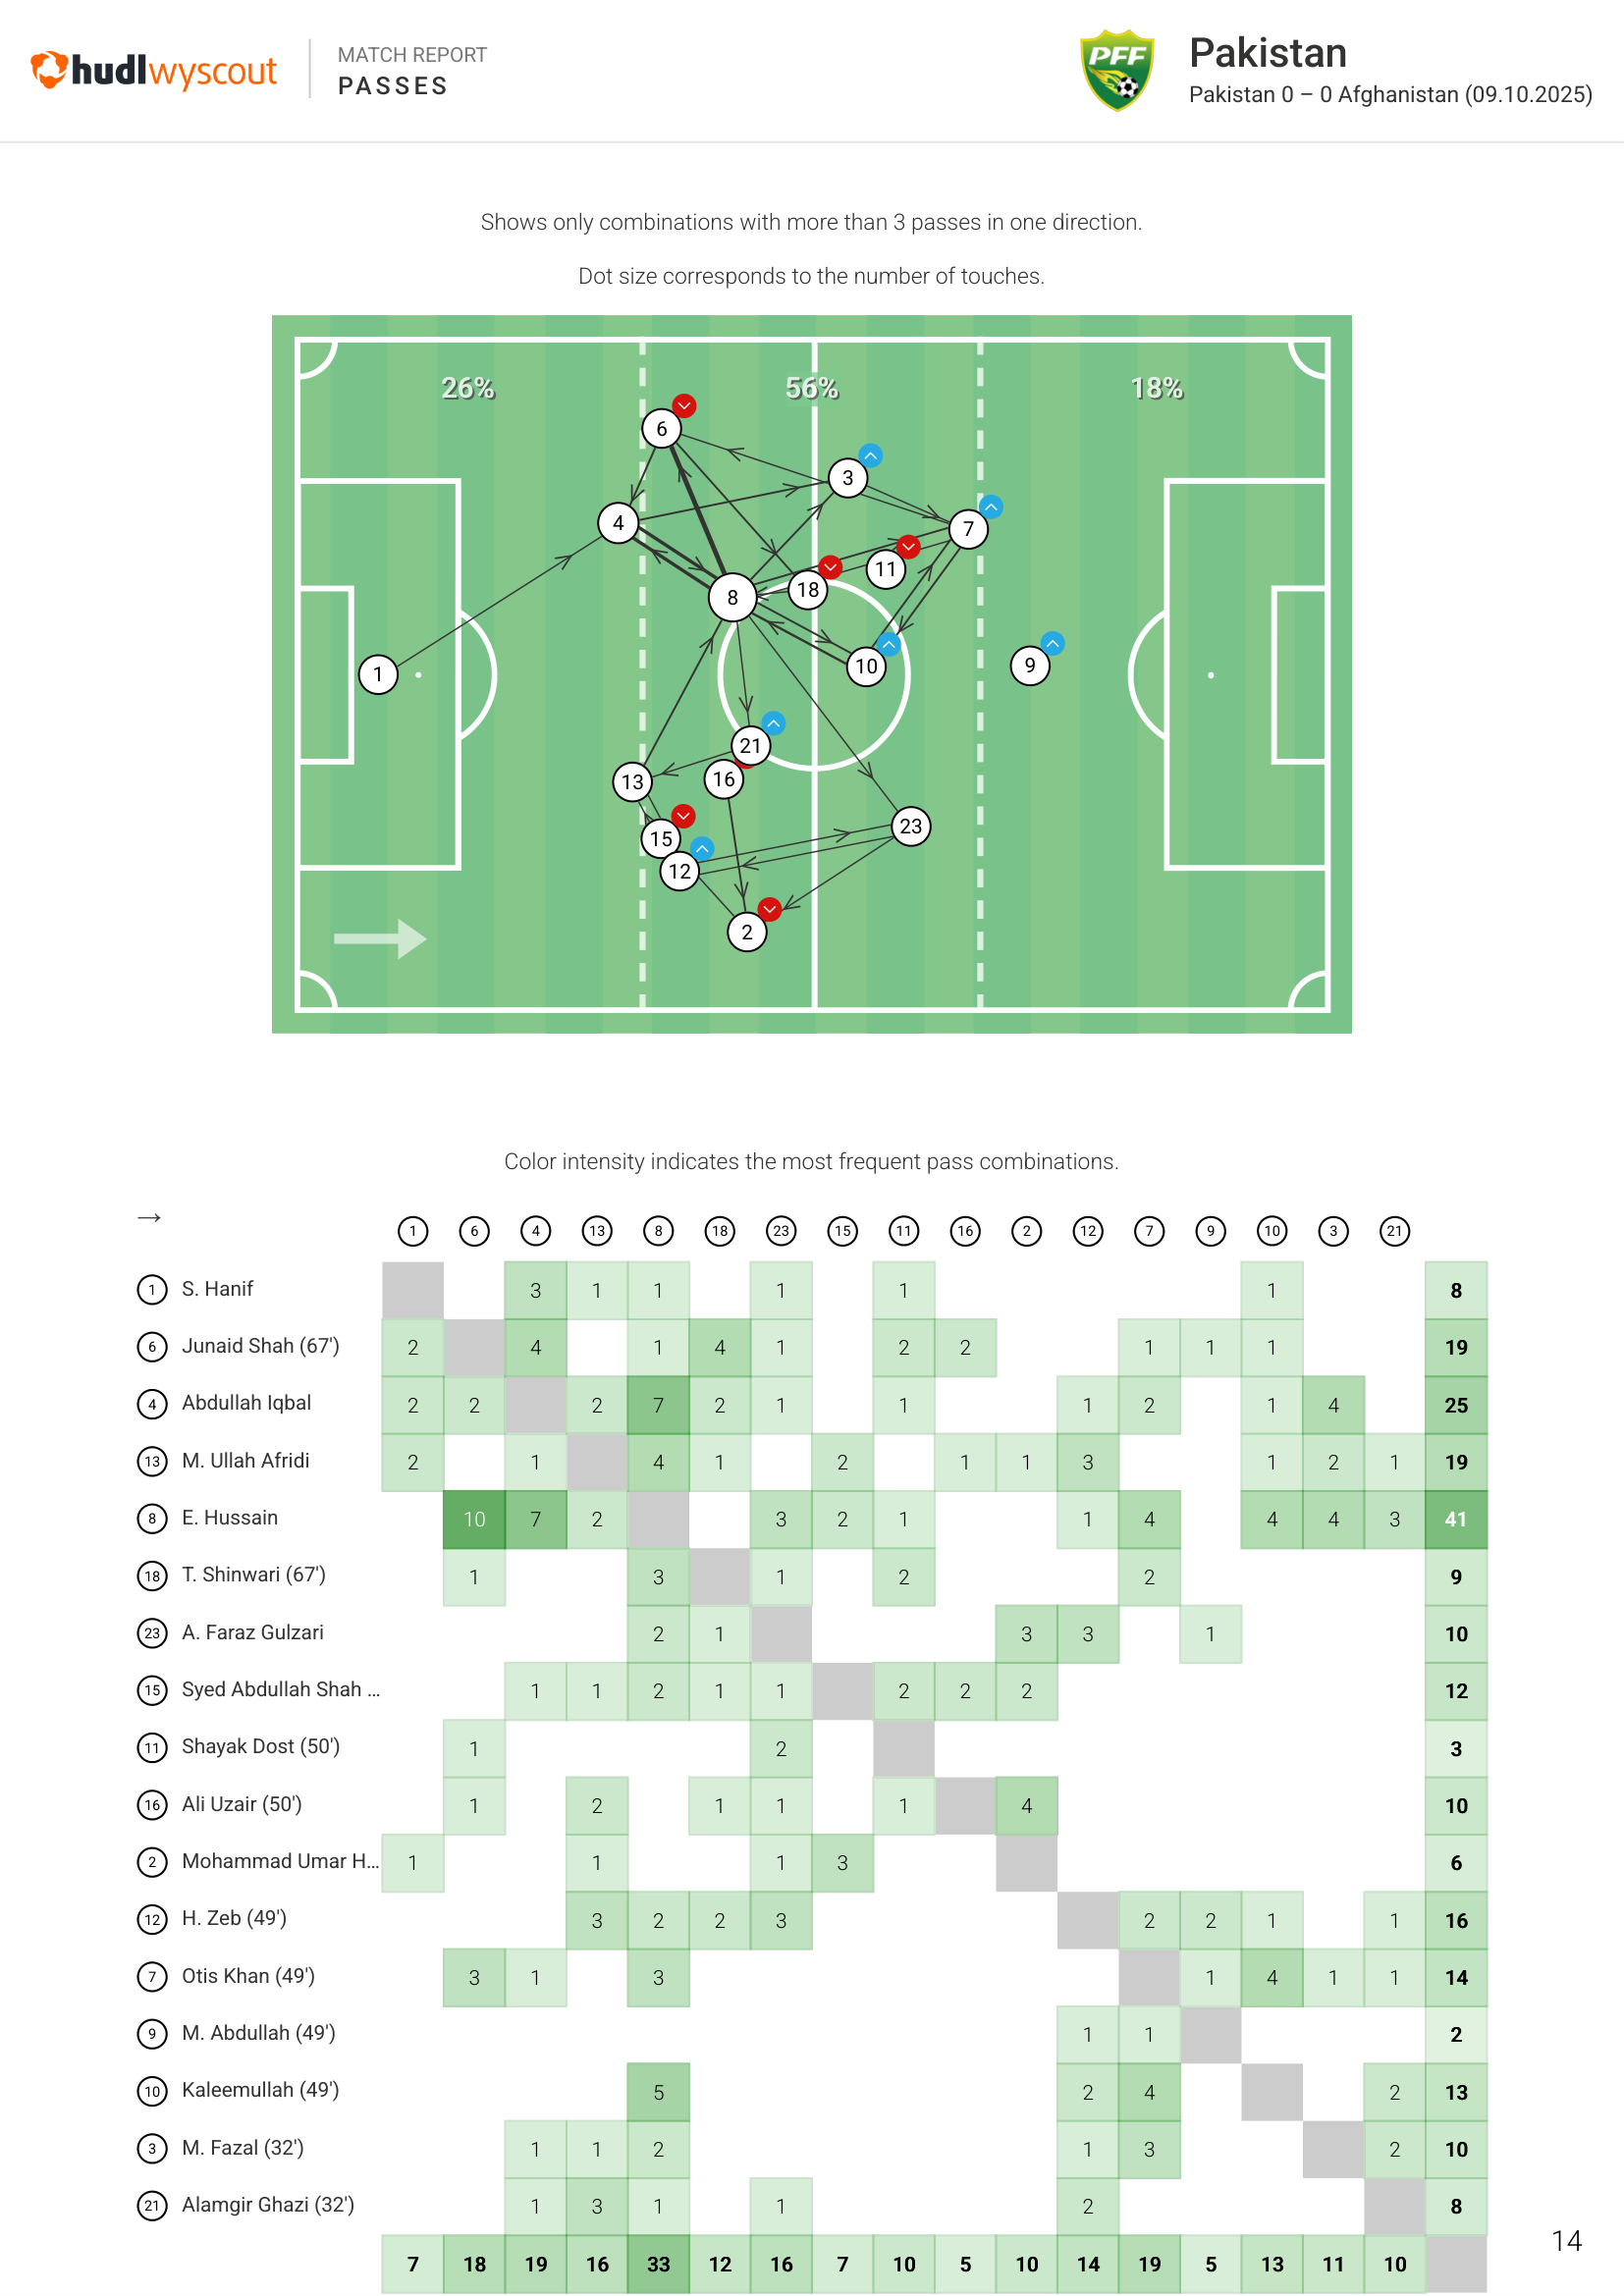 hudl wyscout
MATCH REPORT
PASSES
PFF
Pakistan
Pakistan 0 – 0 Afghanistan (09.10.2025)
Shows only combinations with more than 3 passes in one direction.
Dot size corresponds to the number of touches.
26% 56% 18%
6
3
4
7
11
18
8
10
9
1
21
13
16
15
23
12
2
Color intensity indicates the most frequent pass combinations.
→ 1 6 4 13 8 18 23 15 11 16 2 12 7 9 10 3 21
1 S. Hanif 3 1 1 1 1 1 8
6 Junaid Shah (67') 2 4 1 4 1 2 2 1 1 1 19
4 Abdullah Iqbal 2 2 2 7 2 1 1 1 2 1 4 25
13 M. Ullah Afridi 2 1 4 1 2 1 1 3 1 2 1 19
8 E. Hussain 10 7 2 3 2 1 1 4 4 4 3 41
18 T. Shinwari (67') 1 3 1 2 2 9
23 A. Faraz Gulzari 2 1 3 3 1 10
15 Syed Abdullah Shah ... 1 1 2 1 1 2 2 2 12
11 Shayak Dost (50') 1 2 3
16 Ali Uzair (50') 1 2 1 1 1 4 10
2 Mohammad Umar H... 1 1 1 3 6
12 H. Zeb (49') 3 2 2 3 2 2 1 1 16
7 Otis Khan (49') 3 1 3 1 4 1 1 14
9 M. Abdullah (49') 1 1 2
10 Kaleemullah (49') 5 2 4 2 13
3 M. Fazal (32') 1 1 2 1 3 2 10
21 Alamgir Ghazi (32') 1 3 1 1 2 8
7 18 19 16 33 12 16 7 10 5 10 14 19 5 13 11 10
14